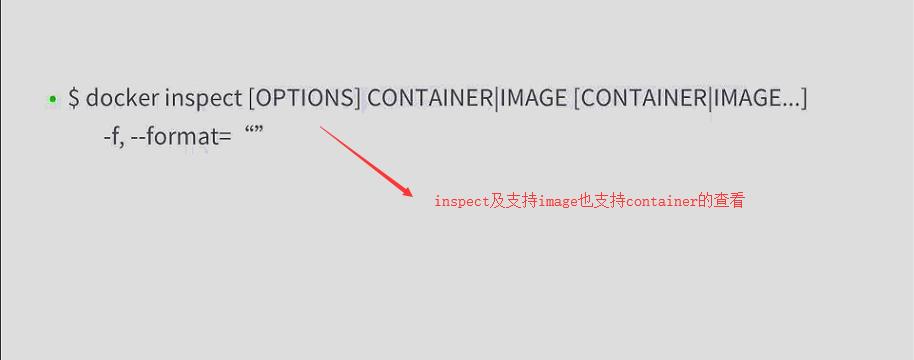 $ docker inspect [OPTIONS] CONTAINER|IMAGE [CONTAINER|IMAGE...]
-f, --format= “”
inspect及支持image也支持container的查看